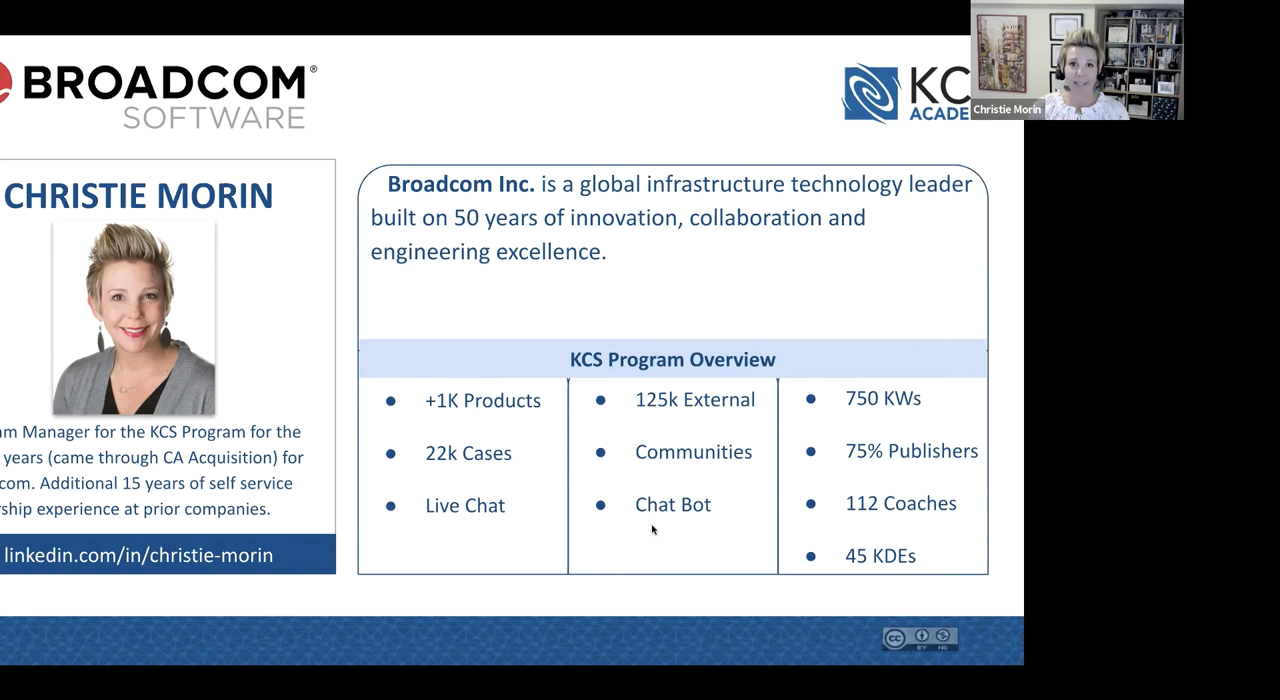 BROADCOM®
SOFTWARE
KC
ACADE
Christie Morin
CHRISTIE MORIN
am Manager for the KCS Program for the
years (came through CA Acquisition) for
com. Additional 15 years of self service
rship experience at prior companies.
linkedin.com/in/christie-morin
Broadcom Inc. is a global infrastructure technology leader
built on 50 years of innovation, collaboration and
engineering excellence.
KCS Program Overview
• +1K Products
• 22k Cases
• Live Chat
• 125k External
• Communities
• Chat Bot
• 750 KWs
• 75% Publishers
• 112 Coaches
• 45 KDEs
cc
BY NC